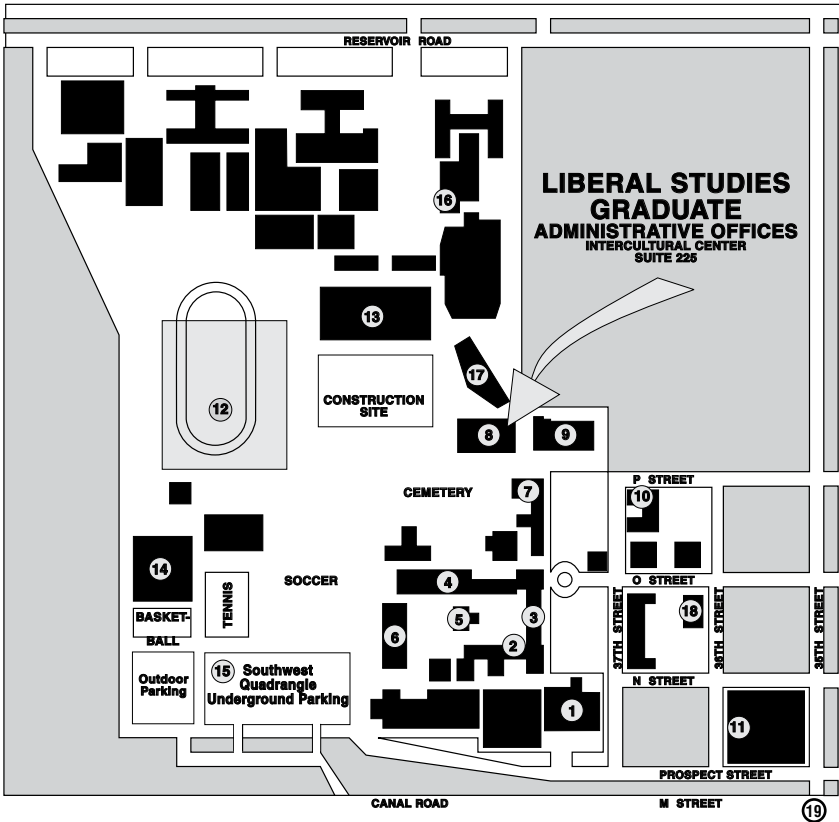 RESERVOIR ROAD
LIBERAL STUDIES
GRADUATE
ADMINISTRATIVE OFFICES
INTERCULTURAL CENTER
SUITE 225
16
13
17
CONSTRUCTION
SITE
12
8
9
CEMETERY
7
P STREET
10
14
SOCCER
4
O STREET
TENNIS
BASKET-
BALL
5
3
6
2
37TH STREET
18
36TH STREET
35TH STREET
Outdoor
Parking
15
Southwest
Quadrangle
Underground Parking
N STREET
1
11
PROSPECT STREET
CANAL ROAD
M STREET
19